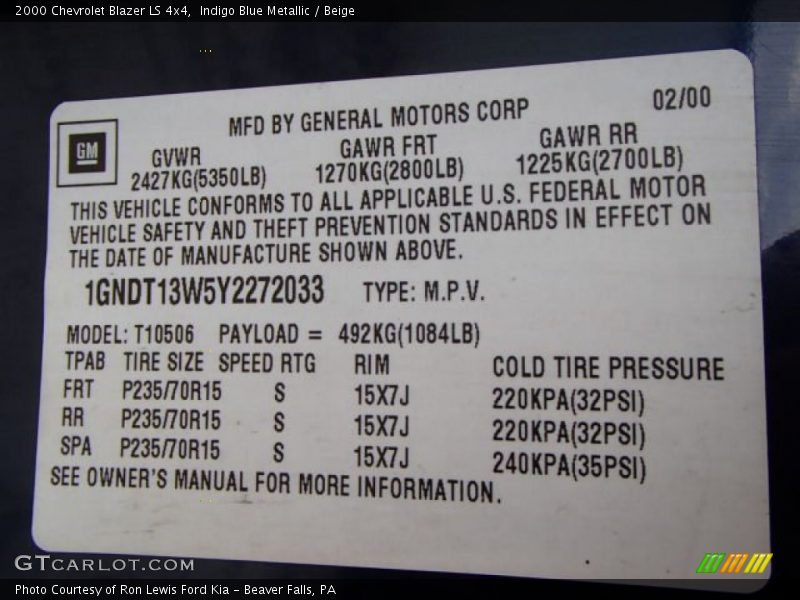 2000 Chevrolet Blazer LS 4x4, Indigo Blue Metallic / Beige
02/00
MFD BY GENERAL MOTORS CORP
GM
GVWR GAWR FRT GAWR RR
2427KG(5350LB) 1270KG(2800LB) 1225KG(2700LB)
THIS VEHICLE CONFORMS TO ALL APPLICABLE U.S. FEDERAL MOTOR
VEHICLE SAFETY AND THEFT PREVENTION STANDARDS IN EFFECT ON
THE DATE OF MANUFACTURE SHOWN ABOVE.
1GNDT13W5Y2272033 TYPE: M.P.V.
MODEL: T10506 PAYLOAD = 492KG(1084LB)
TPAB TIRE SIZE SPEED RTG RIM COLD TIRE PRESSURE
FRT P235/70R15 S 15X7J 220KPA(32PSI)
RR P235/70R15 S 15X7J 220KPA(32PSI)
SPA P235/70R15 S 15X7J 240KPA(35PSI)
SEE OWNER'S MANUAL FOR MORE INFORMATION.
GTCARLOT.COM
Photo Courtesy of Ron Lewis Ford Kia - Beaver Falls, PA